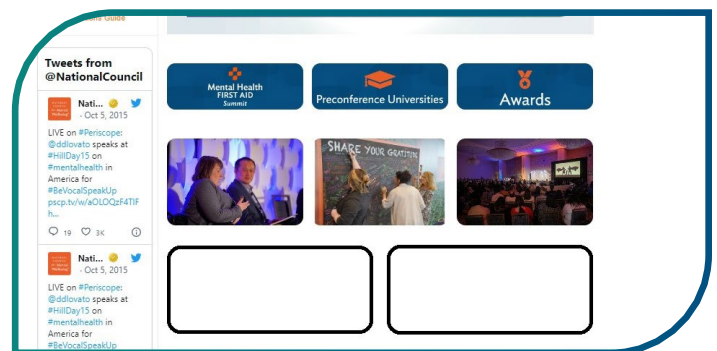 Guide
Tweets from
@NationalCouncil
Nati...
· Oct 5, 2015
LIVE on #Periscope:
@ddlovato speaks at
#HillDay15 on
#mentalhealth in
America for
#BeVocalSpeakUp
pscp.tv/w/aOLOQzF4TlF
h...
19 3K
Nati...
· Oct 5, 2015
LIVE on #Periscope:
@ddlovato speaks at
#HillDay15 on
#mentalhealth in
America for
#BeVocalSpeakUp
Mental Health
FIRST AID
Summit
Preconference Universities
Awards
SHARE YOUR GRATITUDE